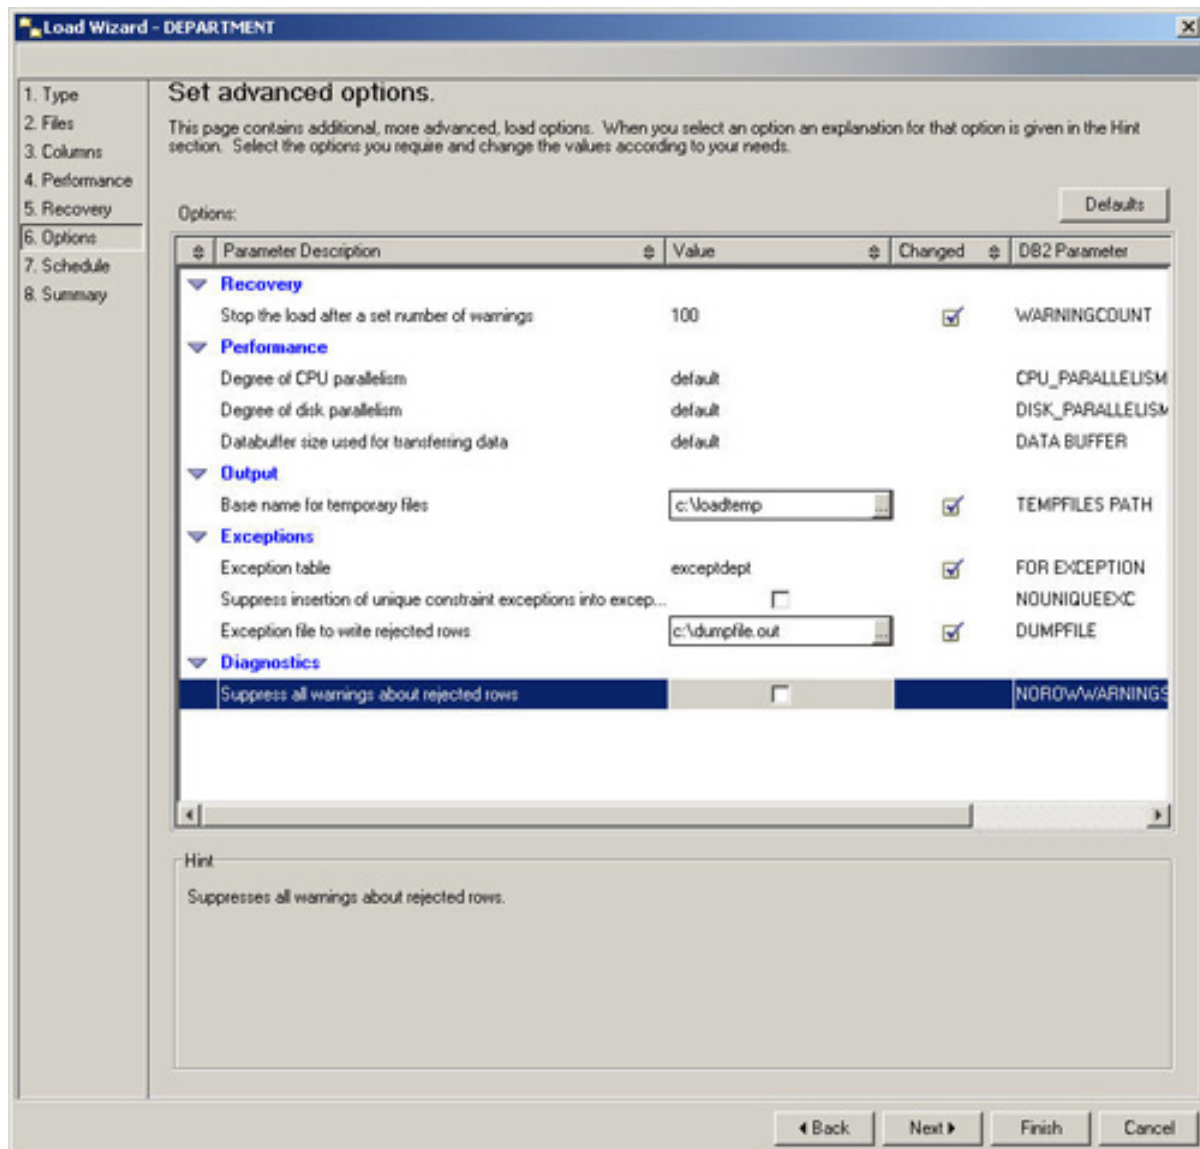 Load Wizard - DEPARTMENT
1. Type
2. Files
3. Columns
4. Performance
5. Recovery
6. Options
7. Schedule
8. Summary
Set advanced options.
This page contains additional, more advanced, load options. When you select an option an explanation for that option is given in the Hint
section. Select the options you require and change the values according to your needs.
Defaults
Options:
Parameter Description Value Changed DB2 Parameter
Recovery
Stop the load after a set number of warnings 100 WARNINGCOUNT
Performance
Degree of CPU parallelism default CPU_PARALLELISM
Degree of disk parallelism default DISK_PARALLELISM
Databuffer size used for transferring data default DATA BUFFER
Output
Base name for temporary files c:\loadtemp ... TEMPFILES PATH
Exceptions
Exception table exceptdept FOR EXCEPTION
Suppress insertion of unique constraint exceptions into excep... NOUNIQUEEXC
Exception file to write rejected rows c:\dumpfile.out ... DUMPFILE
Diagnostics
Suppress all warnings about rejected rows NOROWWARNINGS
Hint
Suppresses all warnings about rejected rows.
Back Next Finish Cancel